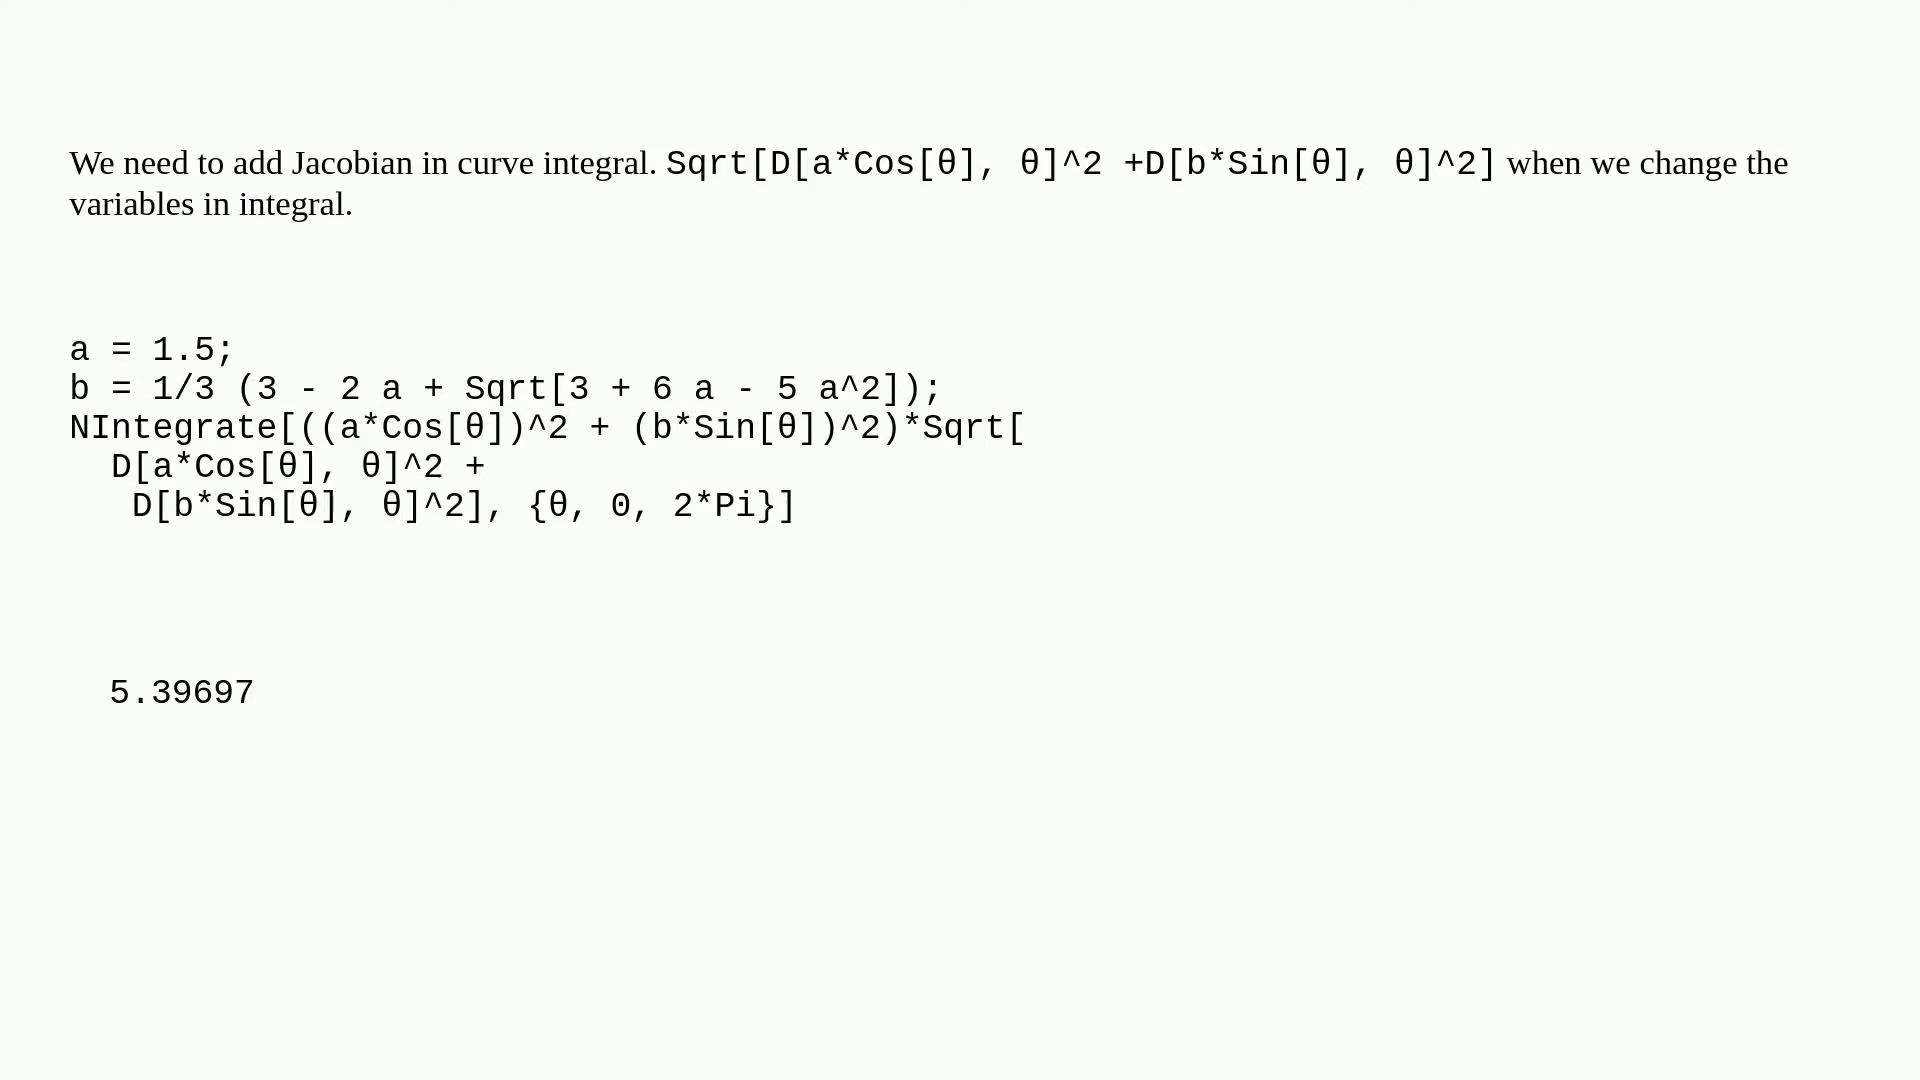 We need to add Jacobian in curve integral. Sqrt[D[a*Cos[θ], θ]^2 +D[b*Sin[θ], θ]^2] when we change the
variables in integral.
a = 1.5;
b = 1/3 (3 - 2 a + Sqrt[3 + 6 a - 5 a^2]);
NIntegrate[((a*Cos[θ])^2 + (b*Sin[θ])^2)*Sqrt[
D[a*Cos[θ], θ]^2 +
D[b*Sin[θ], θ]^2], {θ, 0, 2*Pi}]
5.39697